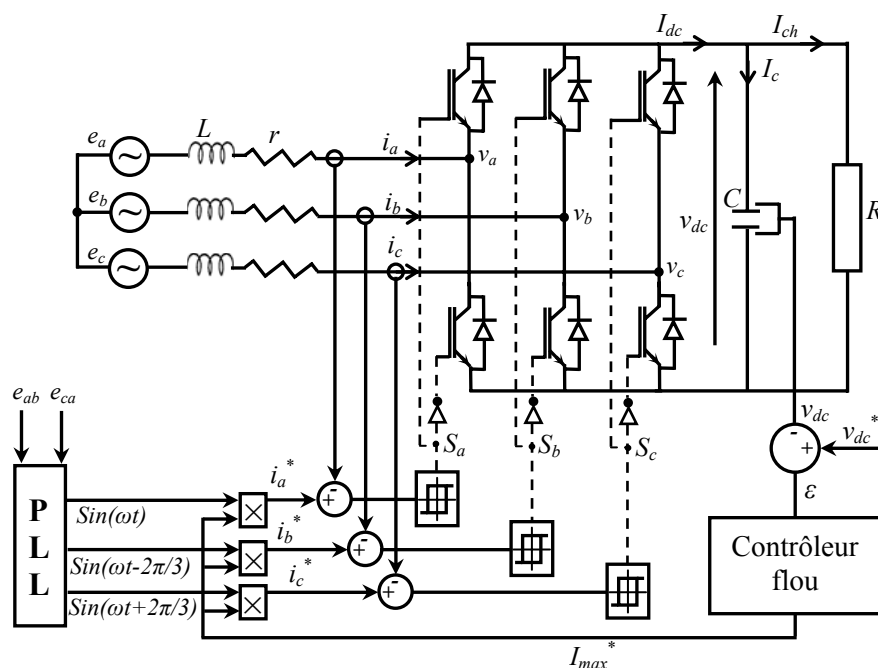 I_dc I_ch
I_c
e_a L r i_a v_a
e_b i_b v_b C v_dc R
e_c i_c v_c
e_ab e_ca
S_a S_b S_c
v_dc
- + v_dc*
ε
PLL
Sin(ωt) × i_a* + -
Sin(ωt-2π/3) × i_b* + -
Sin(ωt+2π/3) × i_c* + -
Contrôleur
flou
I_max*